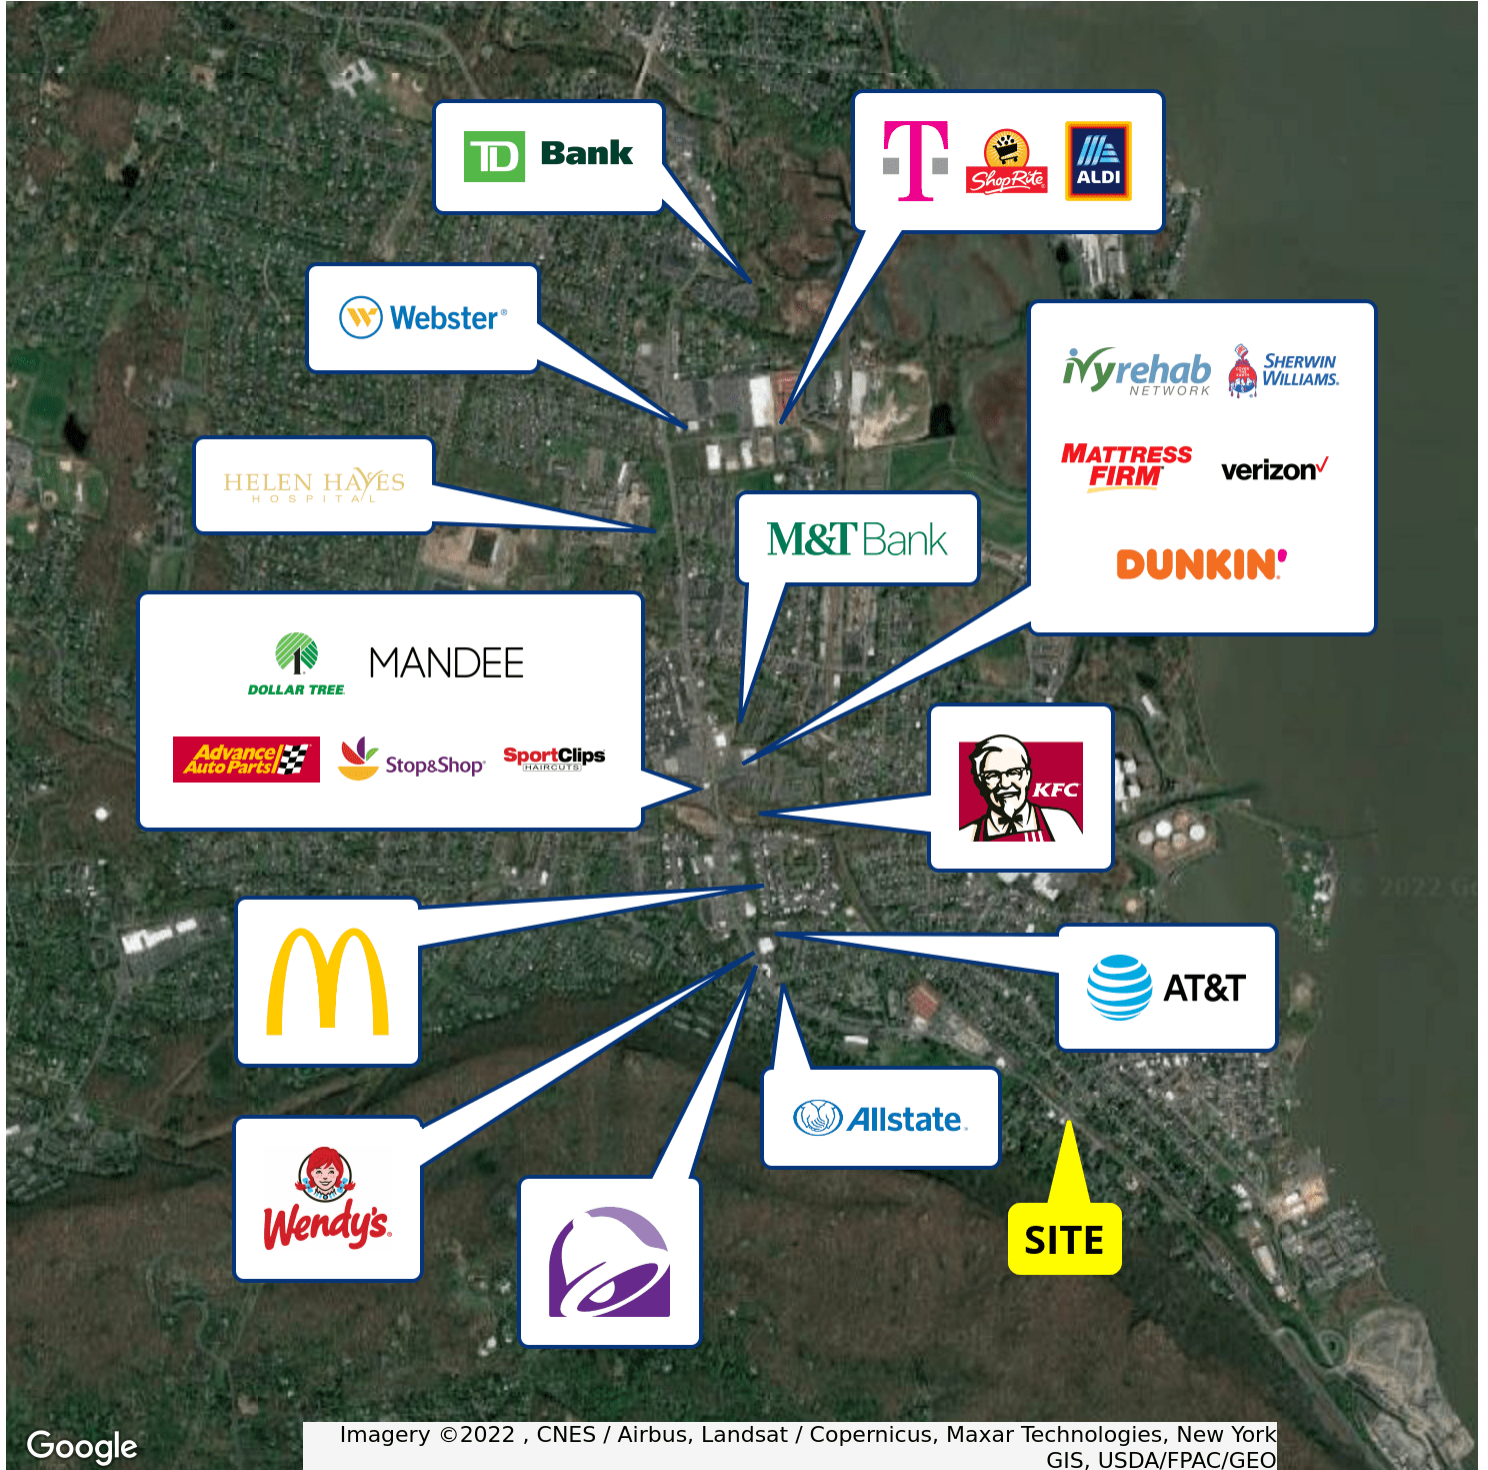 TD Bank
T
ShopRite
ALDI
Webster®
ivyrehab
NETWORK
SHERWIN
WILLIAMS.
HELEN HAYES
HOSPITAL
MATTRESS
FIRM
verizon
M&T Bank
DUNKIN'
DOLLAR TREE
MANDEE
Advance
Auto Parts
Stop&Shop
SportClips
HAIRCUTS
KFC
AT&T
Allstate
Wendy's
SITE
Google
Imagery ©2022 , CNES / Airbus, Landsat / Copernicus, Maxar Technologies, New York
GIS, USDA/FPAC/GEO